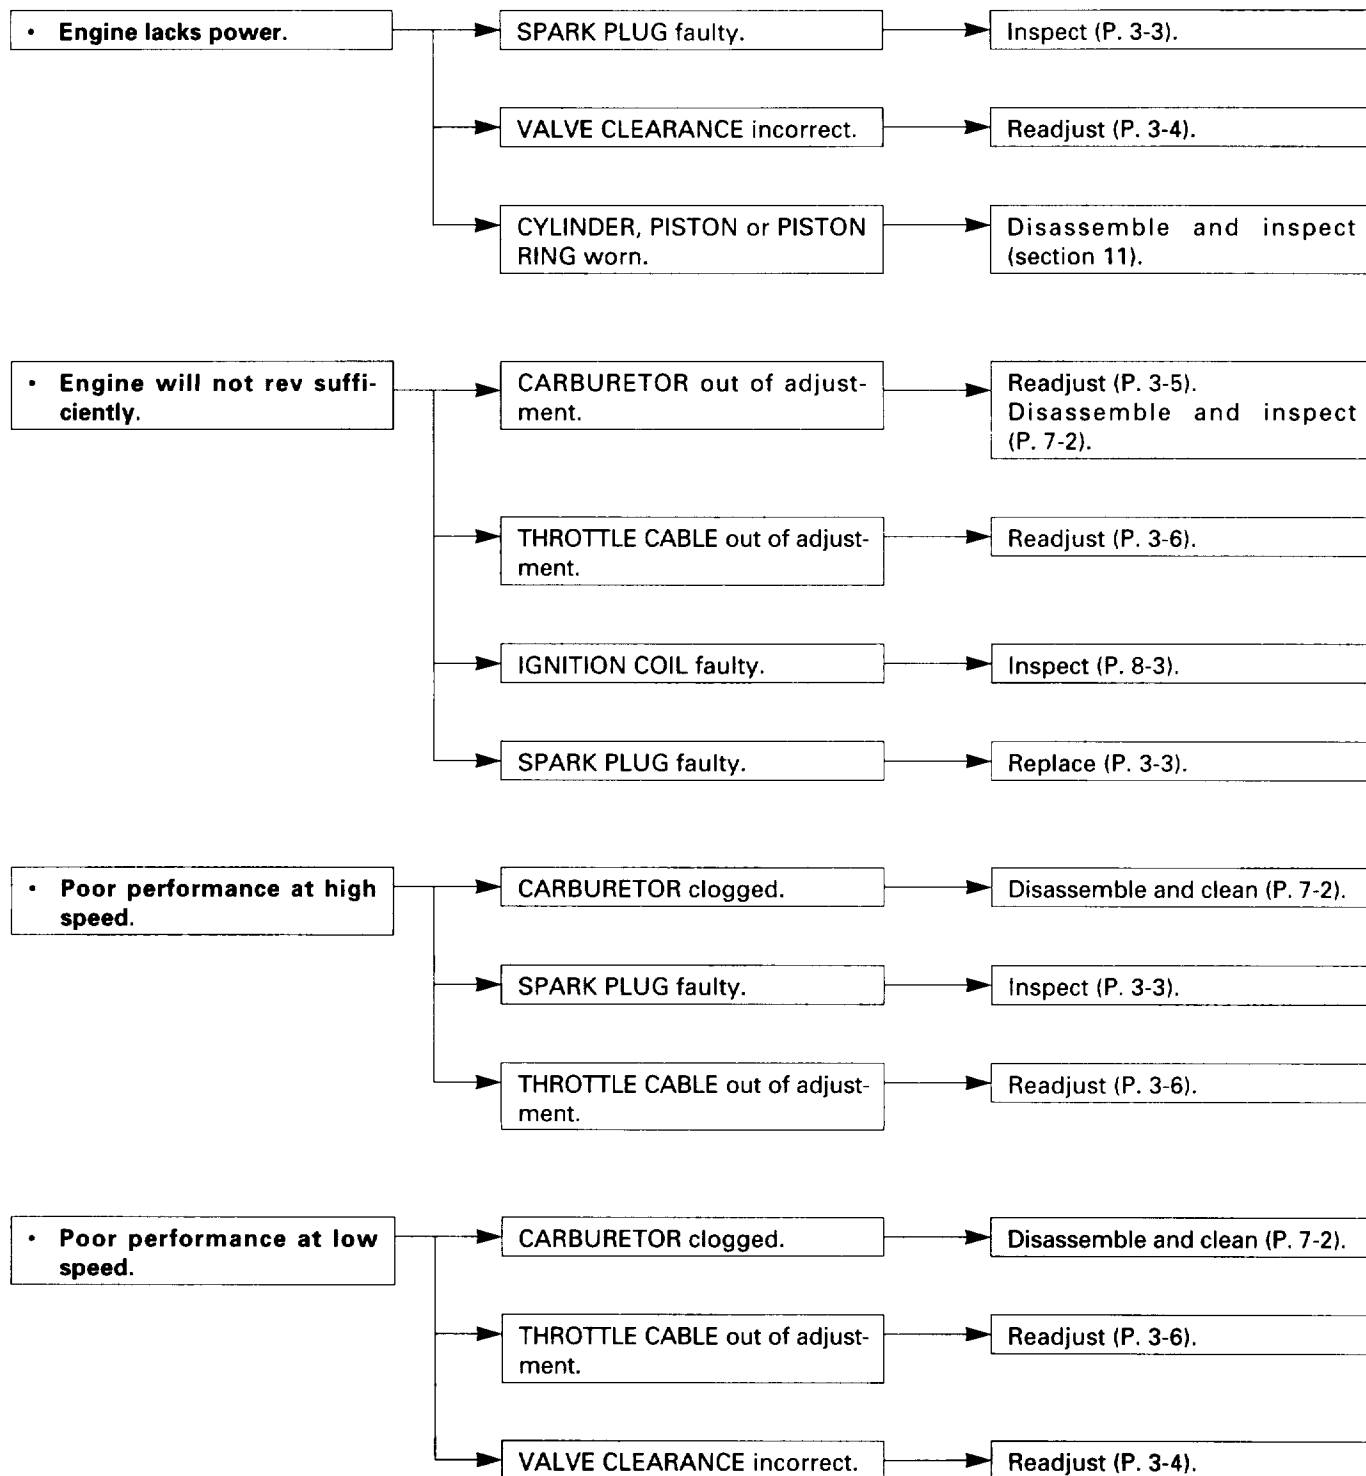 • Engine lacks power.
SPARK PLUG faulty.
Inspect (P. 3-3).
VALVE CLEARANCE incorrect.
Readjust (P. 3-4).
CYLINDER, PISTON or PISTON
RING worn.
Disassemble and inspect
(section 11).
• Engine will not rev suffi-
ciently.
CARBURETOR out of adjust-
ment.
Readjust (P. 3-5).
Disassemble and inspect
(P. 7-2).
THROTTLE CABLE out of adjust-
ment.
Readjust (P. 3-6).
IGNITION COIL faulty.
Inspect (P. 8-3).
SPARK PLUG faulty.
Replace (P. 3-3).
• Poor performance at high
speed.
CARBURETOR clogged.
Disassemble and clean (P. 7-2).
SPARK PLUG faulty.
Inspect (P. 3-3).
THROTTLE CABLE out of adjust-
ment.
Readjust (P. 3-6).
• Poor performance at low
speed.
CARBURETOR clogged.
Disassemble and clean (P. 7-2).
THROTTLE CABLE out of adjust-
ment.
Readjust (P. 3-6).
VALVE CLEARANCE incorrect.
Readjust (P. 3-4).